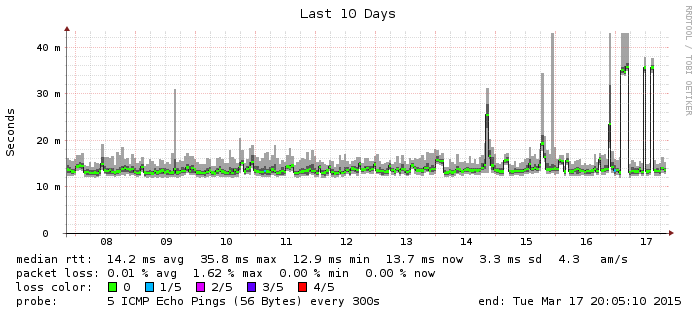 Last 10 Days
RRDTOOL / TOBI OETIKER
Seconds
40 m
30 m
20 m
10 m
0
08 09 10 11 12 13 14 15 16 17
median rtt: 14.2 ms avg 35.8 ms max 12.9 ms min 13.7 ms now 3.3 ms sd 4.3 am/s
packet loss: 0.01 % avg 1.62 % max 0.00 % min 0.00 % now
loss color: 0 1/5 2/5 3/5 4/5
probe: 5 ICMP Echo Pings (56 Bytes) every 300s end: Tue Mar 17 20:05:10 2015